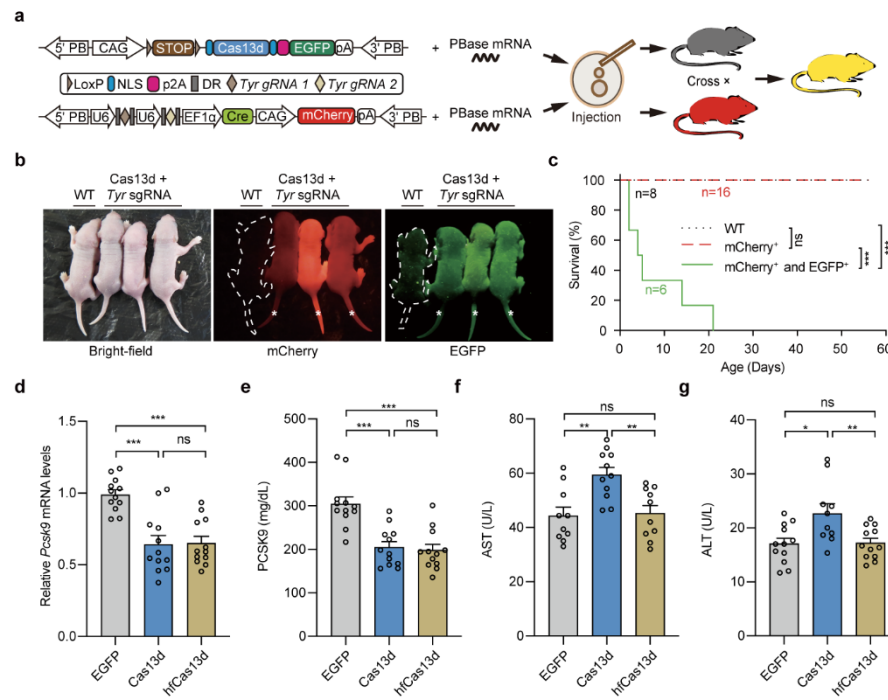 a
5' PB CAG STOP Cas13d EGFP pA 3' PB + PBase mRNA
LoxP NLS p2A DR Tyr gRNA 1 Tyr gRNA 2
5' PB U6 U6 EF1α Cre CAG mCherry pA 3' PB + PBase mRNA
Injection
Cross ×
b
Cas13d +
WT Tyr sgRNA
Cas13d +
WT Tyr sgRNA
Cas13d +
WT Tyr sgRNA
* * *
* * *
Bright-field
mCherry
EGFP
c
Survival (%)
100
80
60
40
20
0
n=8
n=16
n=6
WT
mCherry⁺
mCherry⁺ and EGFP⁺
ns
***
***
0 20 40 60
Age (Days)
d
Relative Pcsk9 mRNA levels
1.5
1.0
0.5
0.0
***
*** ns
EGFP
Cas13d
hfCas13d
e
PCSK9 (mg/dL)
500
400
300
200
100
0
***
*** ns
EGFP
Cas13d
hfCas13d
f
AST (U/L)
80
60
40
20
0
ns
** **
EGFP
Cas13d
hfCas13d
g
ALT (U/L)
40
30
20
10
0
ns
* **
EGFP
Cas13d
hfCas13d